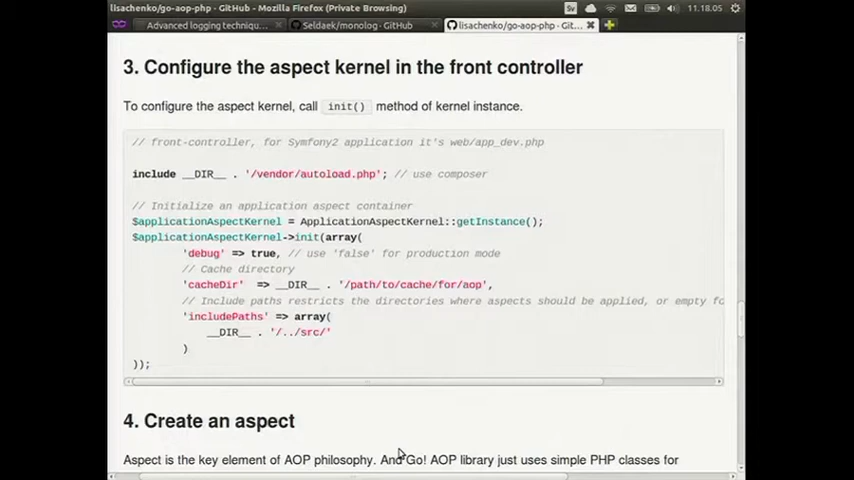 lisachenko/go-aop-php · GitHub - Mozilla Firefox (Private Browsing)
11.18.05
Advanced logging techniqu...
Seldaek/monolog · GitHub
lisachenko/go-aop-php · Git...
3. Configure the aspect kernel in the front controller
To configure the aspect kernel, call init() method of kernel instance.
// front-controller, for Symfony2 application it's web/app_dev.php
include __DIR__ . '/vendor/autoload.php'; // use composer
// Initialize an application aspect container
$applicationAspectKernel = ApplicationAspectKernel::getInstance();
$applicationAspectKernel->init(array(
'debug' => true, // use 'false' for production mode
// Cache directory
'cacheDir' => __DIR__ . '/path/to/cache/for/aop',
// Include paths restricts the directories where aspects should be applied, or empty fo
'includePaths' => array(
__DIR__ . '/../src/'
)
));
4. Create an aspect
Aspect is the key element of AOP philosophy. And Go! AOP library just uses simple PHP classes for